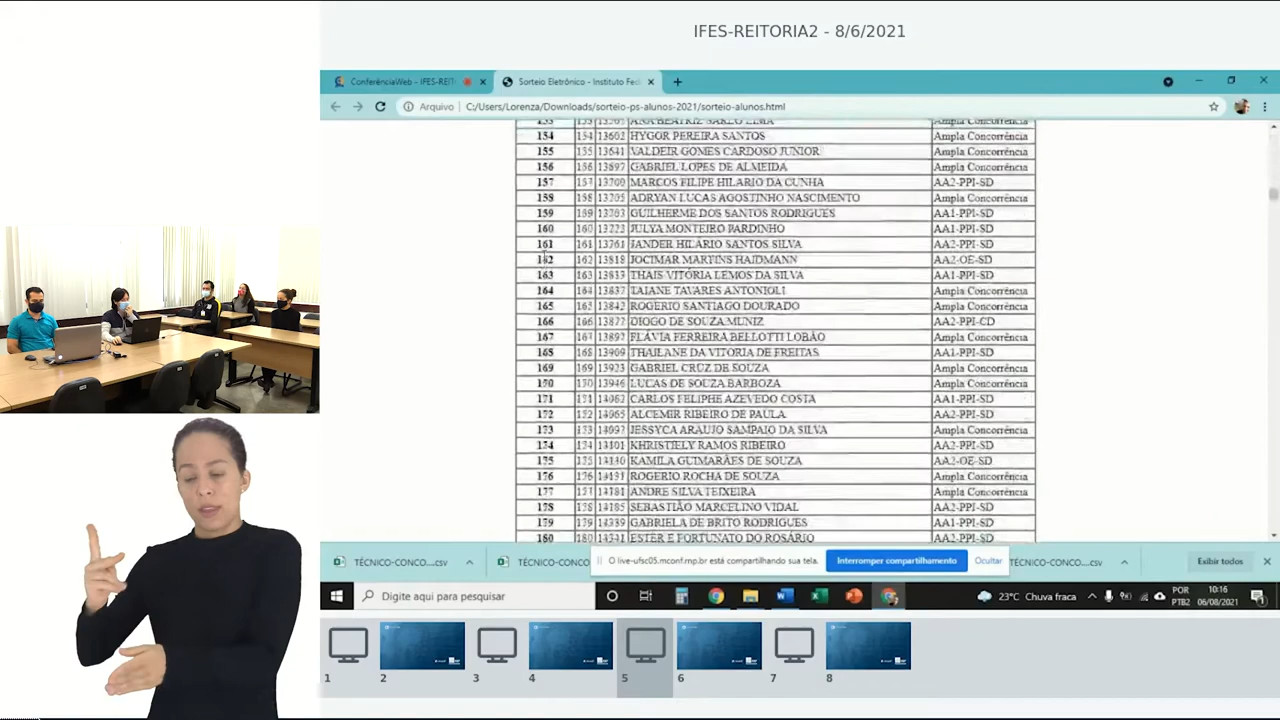 IFES-REITORIA2 - 8/6/2021
ConferênciaWeb - IFES-REIT
Sorteio Eletrônico - Instituto Fed
Arquivo | C:/Users/Lorenza/Downloads/sorteio-ps-alunos-2021/sorteio-alunos.html
154 154 13602 HYGOR PEREIRA SANTOS Ampla Concorrência
155 155 13641 VALDEIR GOMES CARDOSO JUNIOR Ampla Concorrência
156 156 13697 GABRIEL LOPES DE ALMEIDA Ampla Concorrência
157 157 13700 MARCOS FILIPE HILARIO DA CUNHA AA2-PPI-SD
158 158 13705 ADRYAN LUCAS AGOSTINHO NASCIMENTO Ampla Concorrência
159 159 GUILHERME DOS SANTOS RODRIGUES AA1-PPI-SD
160 160 JULYA MONTEIRO PARDINHO AA1-PPI-SD
161 161 13761 JANDER HILÁRIO SANTOS SILVA AA2-PPI-SD
162 162 13818 JOCIMAR MARTINS HAIDMANN AA2-OE-SD
163 163 13833 THAIS VITÓRIA LEMOS DA SILVA AA1-PPI-SD
164 164 13837 TAIANE TAVARES ANTONIOLI Ampla Concorrência
165 165 13842 ROGERIO SANTIAGO DOURADO Ampla Concorrência
166 166 13877 DIOGO DE SOUZA MUNIZ AA2-PPI-CD
167 167 13897 FLÁVIA FERREIRA BELLOTTI LOBÃO Ampla Concorrência
168 168 13909 THAILANE DA VITORIA DE FREITAS AA1-PPI-SD
169 169 13923 GABRIEL CRUZ DE SOUZA Ampla Concorrência
170 170 13946 LUCAS DE SOUZA BARBOZA Ampla Concorrência
171 171 CARLOS FELIPHE AZEVEDO COSTA AA1-PPI-SD
172 172 ALCEMIR RIBEIRO DE PAULA AA2-PPI-SD
173 173 14097 JESSYCA ARAUJO SAMPAIO DA SILVA Ampla Concorrência
174 174 KHRISTIELY RAMOS RIBEIRO AA2-PPI-SD
175 175 KAMILA GUIMARÃES DE SOUZA AA2-OE-SD
176 176 ROGERIO ROCHA DE SOUZA Ampla Concorrência
177 177 14181 ANDRE SILVA TEIXEIRA Ampla Concorrência
178 178 14185 SEBASTIÃO MARCELINO VIDAL AA2-PPI-SD
179 179 14339 GABRIELA DE BRITO RODRIGUES AA1-PPI-SD
180 180 14341 ESTER E FORTUNATO DO ROSÁRIO AA2-PPI-SD
TÉCNICO-CONCO....csv
TÉCNICO-CONCO
O live-ufsc05.mconf.rnp.br está compartilhando sua tela.
Interromper compartilhamento
Ocultar
TÉCNICO-CONCO....csv
Exibir todos
Digite aqui para pesquisar
23°C Chuva fraca
POR
PTB2
10:16
06/08/2021
1
1 2 3 4 5 6 7 8